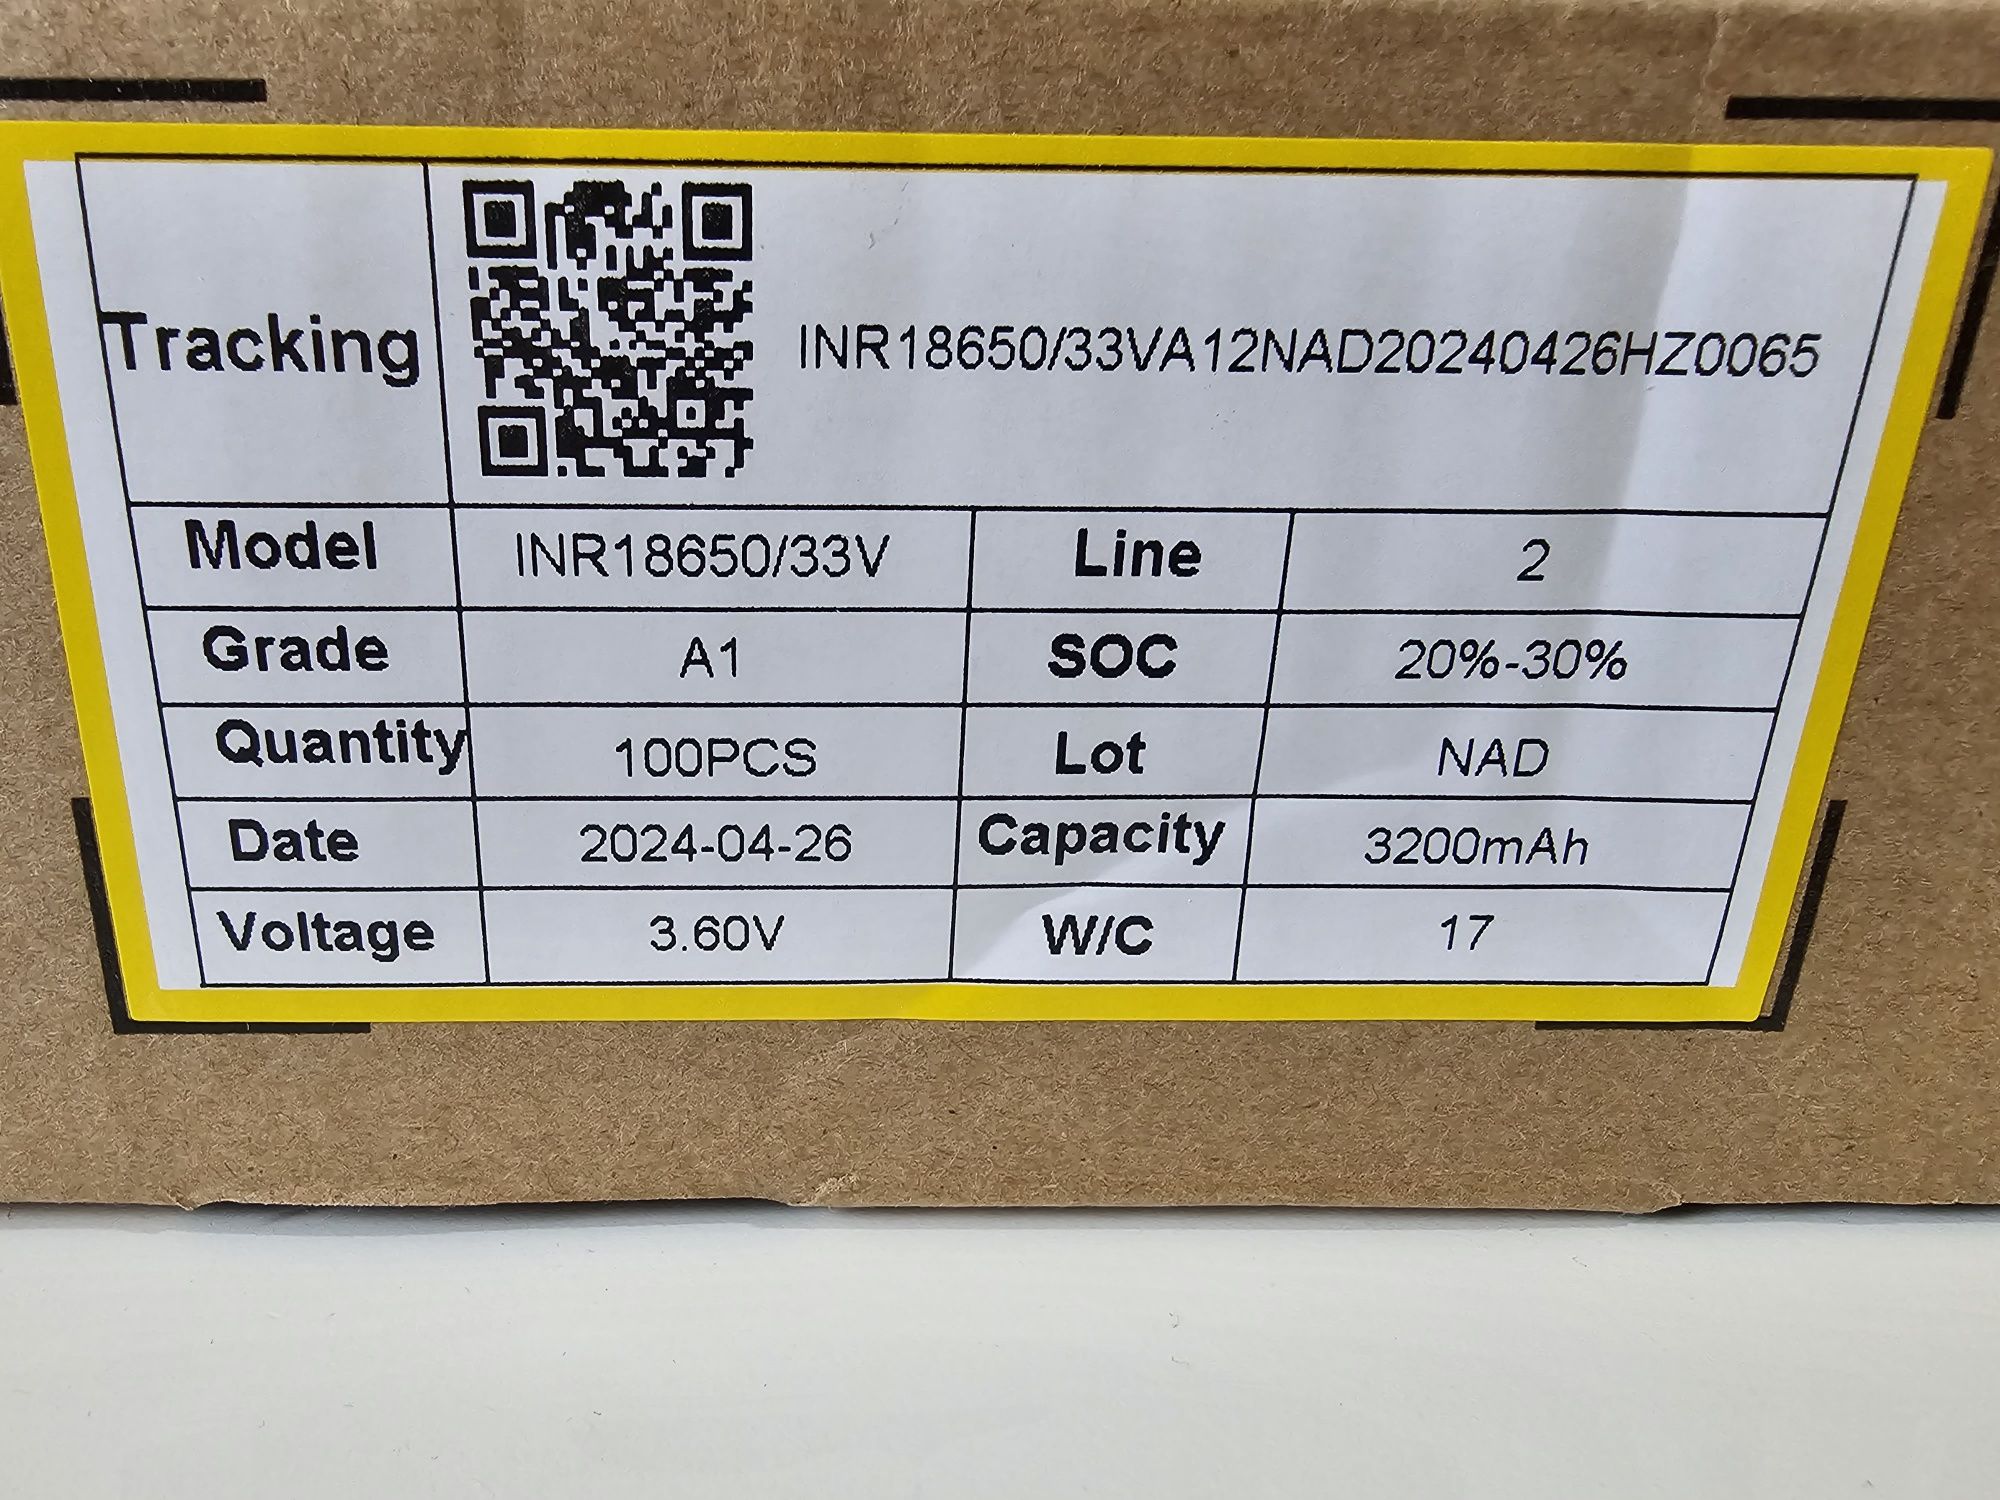 Tracking INR18650/33VA12NAD20240426HZ0065
Model INR18650/33V Line 2
Grade A1 SOC 20%-30%
Quantity 100PCS Lot NAD
Date 2024-04-26 Capacity 3200mAh
Voltage 3.60V W/C 17